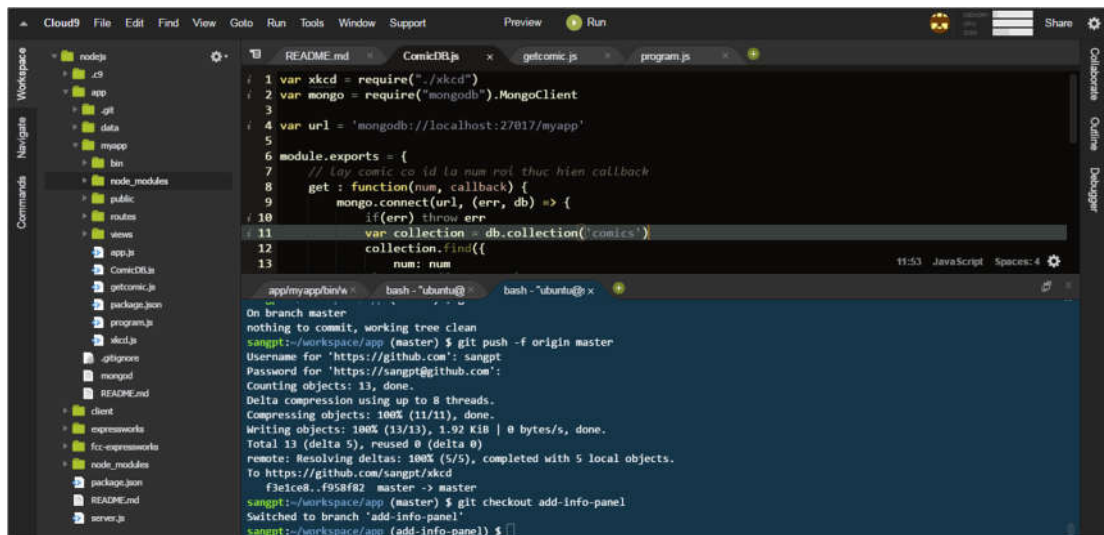 Cloud9 File Edit Find View Goto Run Tools Window Support Preview Run Share
Workspace
Navigate
Commands
nodejs
.c9
app
.git
data
myapp
bin
node_modules
public
routes
views
app.js
ComicDB.js
getcomic.js
package.json
program.js
xkcd.js
.gitignore
mongod
README.md
client
expressworks
fcc-expressworks
node_modules
package.json
README.md
server.js
README.md ComicDB.js getcomic.js program.js
1 var xkcd = require("./xkcd")
2 var mongo = require("mongodb").MongoClient
3
4 var url = 'mongodb://localhost:27017/myapp'
5
6 module.exports = {
7 // lay comic co id la num roi thuc hien callback
8 get : function(num, callback) {
9 mongo.connect(url, (err, db) => {
10 if(err) throw err
11 var collection = db.collection('comics')
12 collection.find({
13 num: num
11:53 JavaScript Spaces: 4
app/myapp/bin/w bash - "ubuntu@ bash - "ubuntu@s
On branch master
nothing to commit, working tree clean
sangpt:~/workspace/app (master) $ git push -f origin master
Username for 'https://github.com': sangpt
Password for 'https://sangpt@github.com':
Counting objects: 13, done.
Delta compression using up to 8 threads.
Compressing objects: 100% (11/11), done.
Writing objects: 100% (13/13), 1.92 KiB | 0 bytes/s, done.
Total 13 (delta 5), reused 0 (delta 0)
remote: Resolving deltas: 100% (5/5), completed with 5 local objects.
To https://github.com/sangpt/xkcd
f3e1ce8..f958f82 master -> master
sangpt:~/workspace/app (master) $ git checkout add-info-panel
Switched to branch 'add-info-panel'
sangpt:~/workspace/app (add-info-panel) $
Collaborate
Outline
Debugger